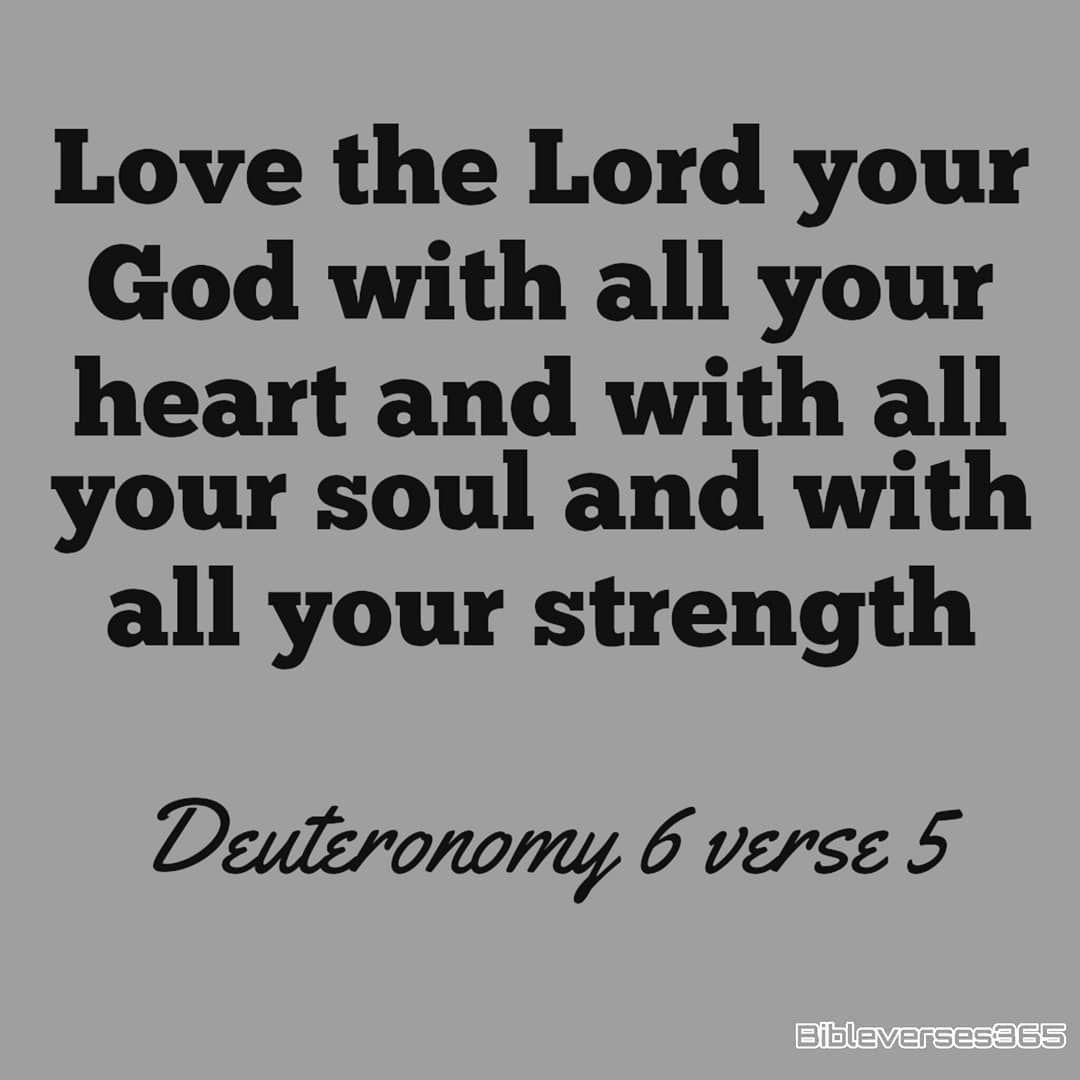 Love the Lord your
God with all your
heart and with all
your soul and with
all your strength
Deuteronomy 6 verse 5
Bibleverses365